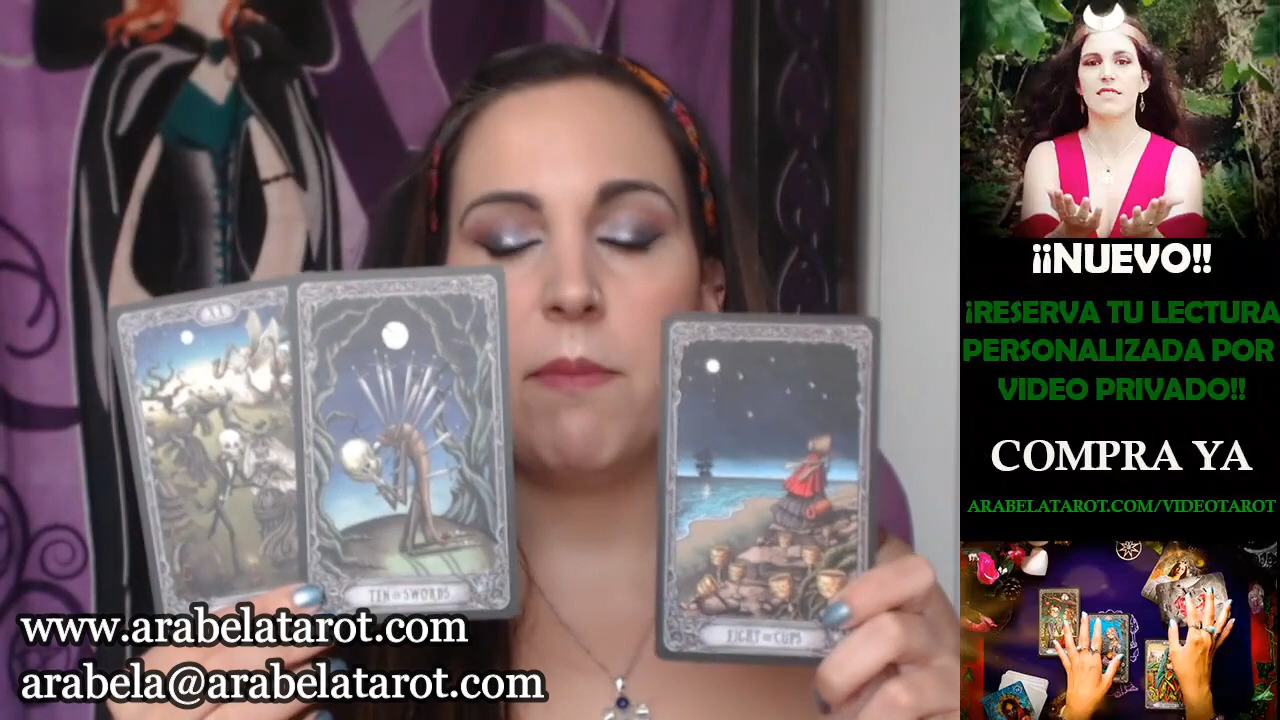 XIII
TEN OF SWORDS
EIGHT OF CUPS
www.arabelatarot.com
arabela@arabelatarot.com
¡¡NUEVO!!
¡RESERVA TU LECTURA
PERSONALIZADA POR
VIDEO PRIVADO!!
COMPRA YA
ARABELATAROT.COM/VIDEOTAROT